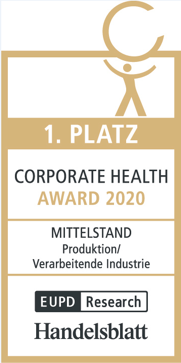 1. PLATZ
CORPORATE HEALTH
AWARD 2020
MITTELSTAND
Produktion/
Verarbeitende Industrie
EUPD Research
Handelsblatt